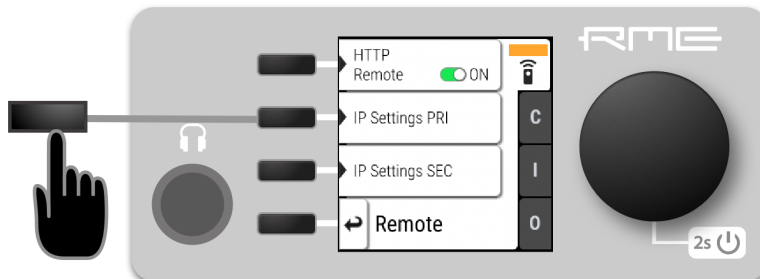 RME
HTTP
Remote ON
IP Settings PRI
C
IP Settings SEC
I
Remote
O
2s